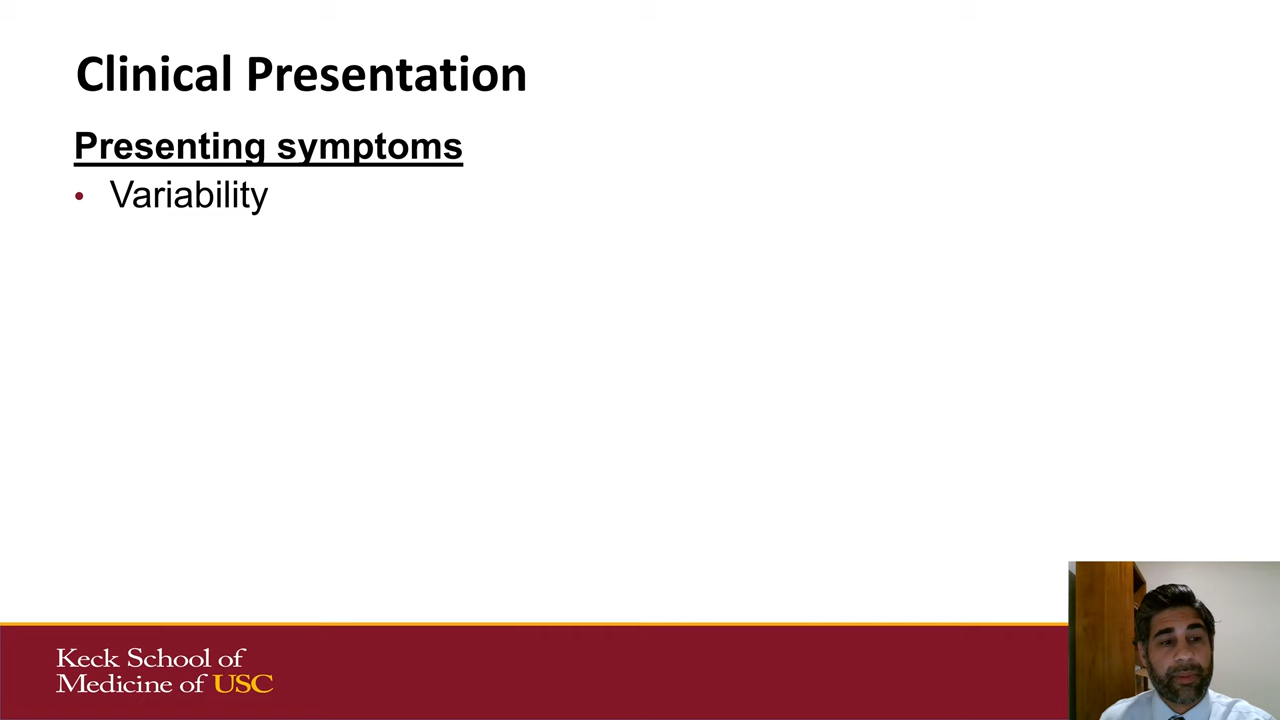 Clinical Presentation
Presenting symptoms
• Variability
Keck School of
Medicine of USC